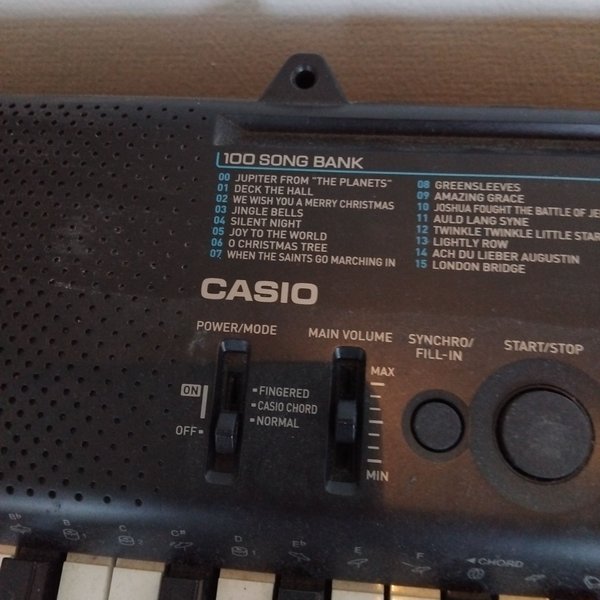 100 SONG BANK
00 JUPITER FROM "THE PLANETS"
01 DECK THE HALL
02 WE WISH YOU A MERRY CHRISTMAS
03 JINGLE BELLS
04 SILENT NIGHT
05 JOY TO THE WORLD
06 O CHRISTMAS TREE
07 WHEN THE SAINTS GO MARCHING IN
08 GREENSLEEVES
09 AMAZING GRACE
10 JOSHUA FOUGHT THE BATTLE OF
11 AULD LANG SYNE
12 TWINKLE TWINKLE LITTLE STAR
13 LIGHTLY ROW
14 ACH DU LIEBER AUGUSTIN
15 LONDON BRIDGE
CASIO
POWER/MODE
MAIN VOLUME
SYNCHRO/
FILL-IN
START/STOP
MAX
ON
FINGERED
CASIO CHORD
NORMAL
OFF
MIN
B♭ B C C# D E♭ E F
CHORD